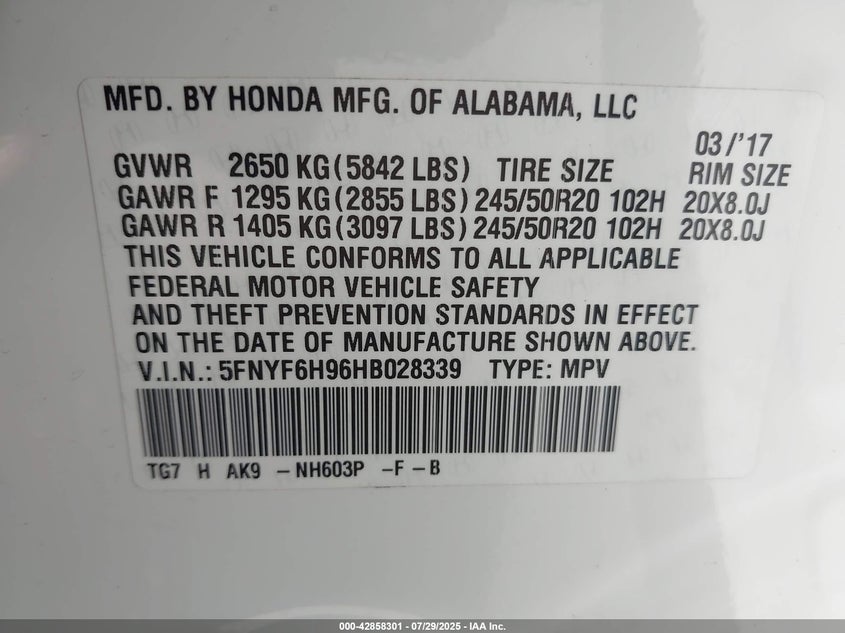 MFD. BY HONDA MFG. OF ALABAMA, LLC
03/'17
GVWR 2650 KG(5842 LBS) TIRE SIZE RIM SIZE
GAWR F 1295 KG(2855 LBS) 245/50R20 102H 20X8.0J
GAWR R 1405 KG(3097 LBS) 245/50R20 102H 20X8.0J
THIS VEHICLE CONFORMS TO ALL APPLICABLE
FEDERAL MOTOR VEHICLE SAFETY
AND THEFT PREVENTION STANDARDS IN EFFECT
ON THE DATE OF MANUFACTURE SHOWN ABOVE.
V.I.N.: 5FNYF6H96HB028339 TYPE: MPV
TG7 H AK9 -NH603P -F-B
000-42858301 - 07/29/2025 - IAA Inc.